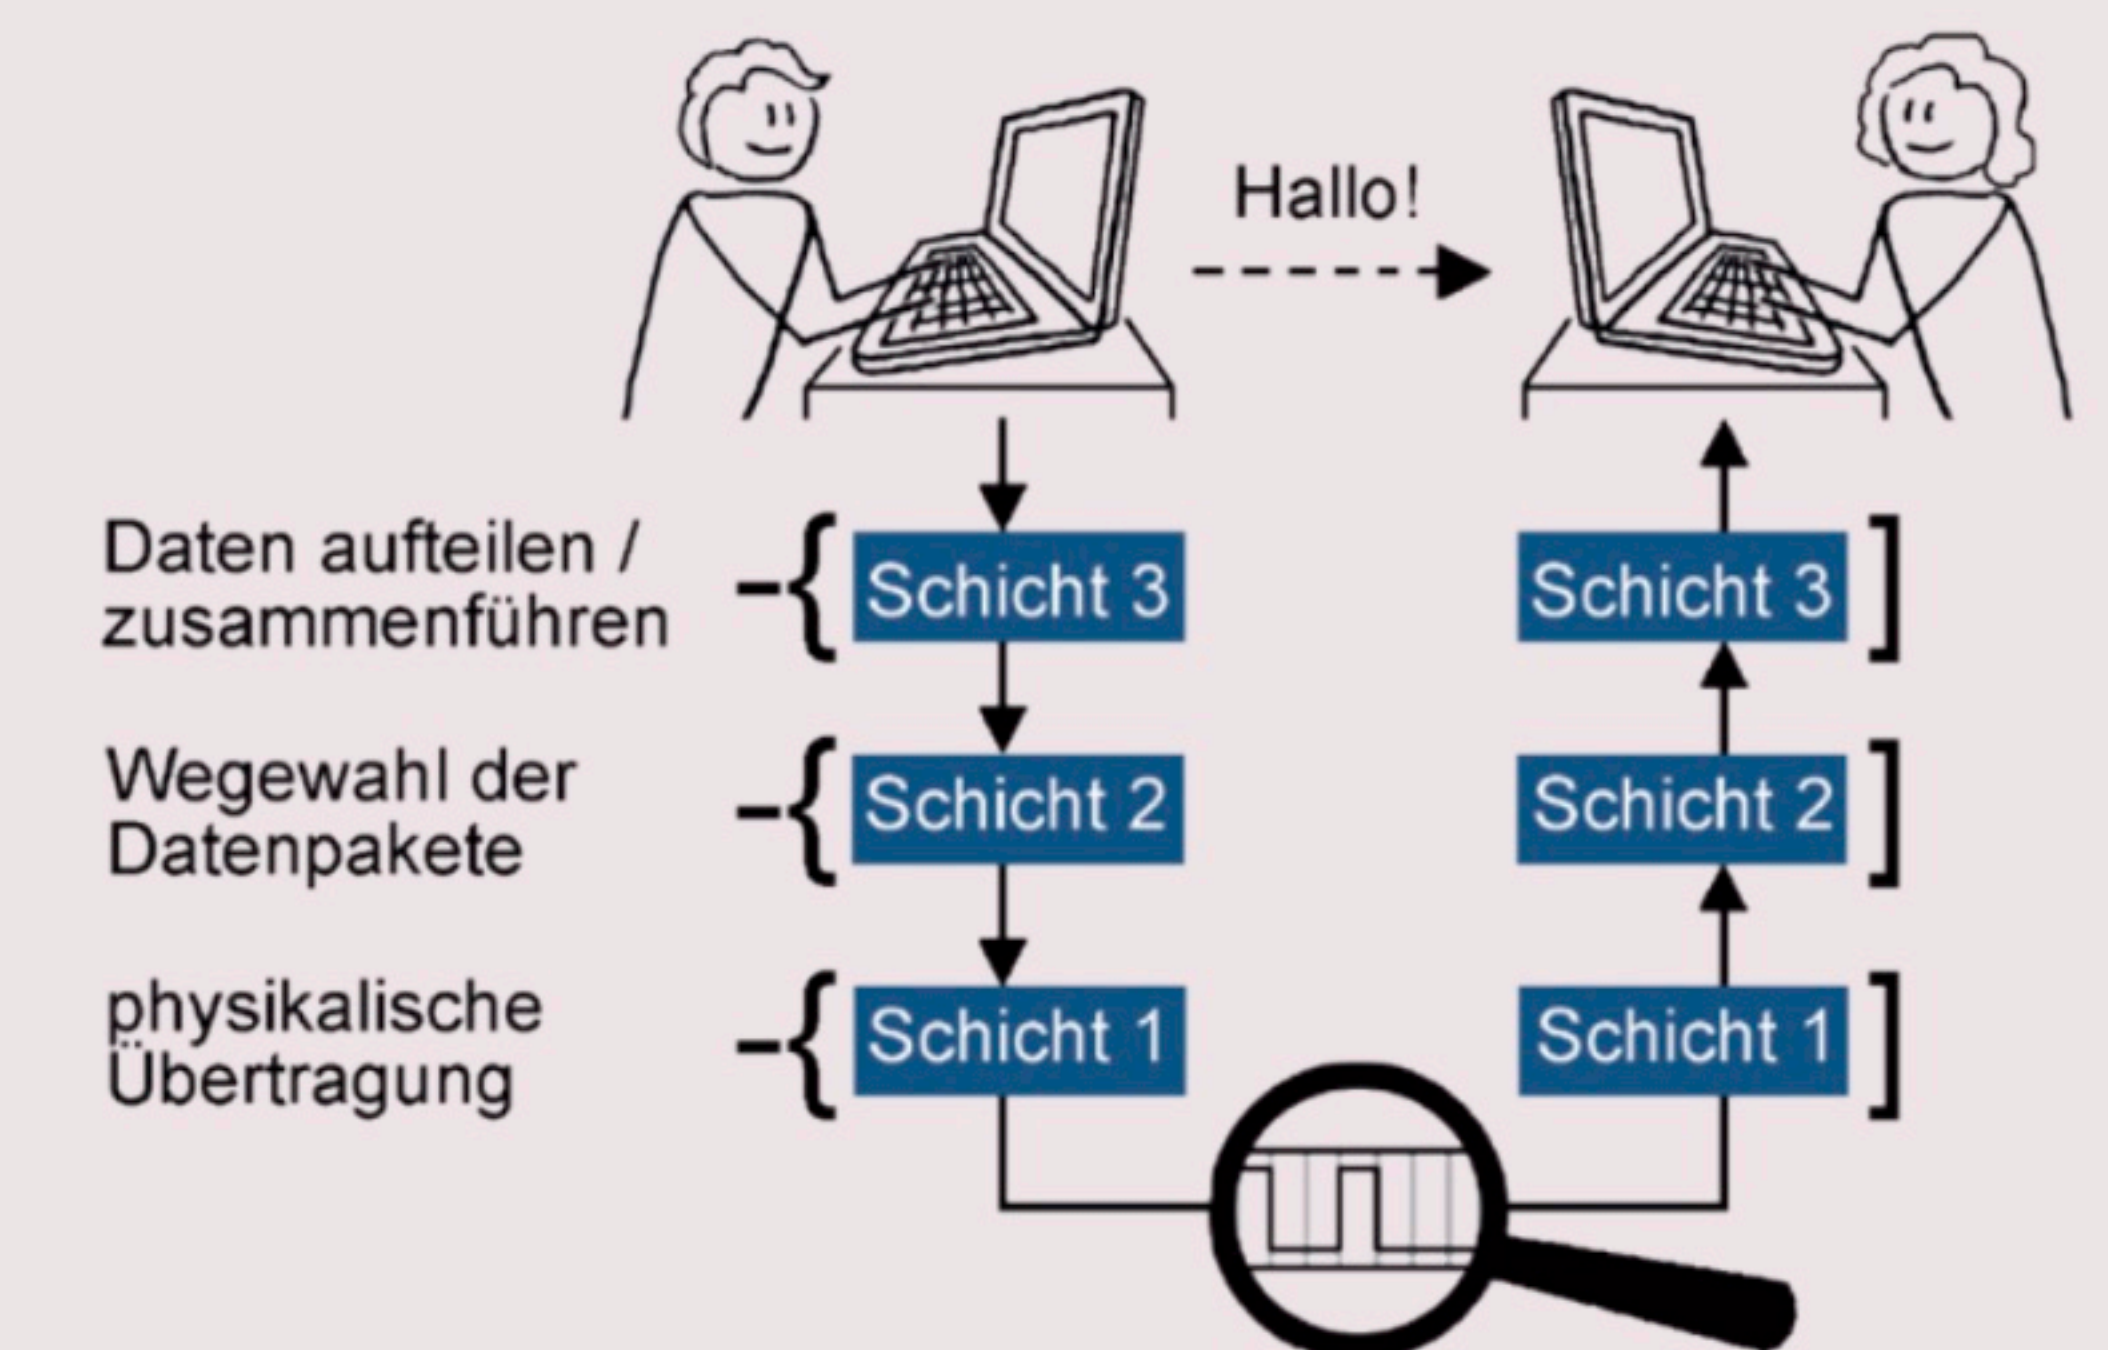 Hallo!
Daten aufteilen /
zusammenführen
Schicht 3
Schicht 3
Wegewahl der
Datenpakete
Schicht 2
Schicht 2
physikalische
Übertragung
Schicht 1
Schicht 1